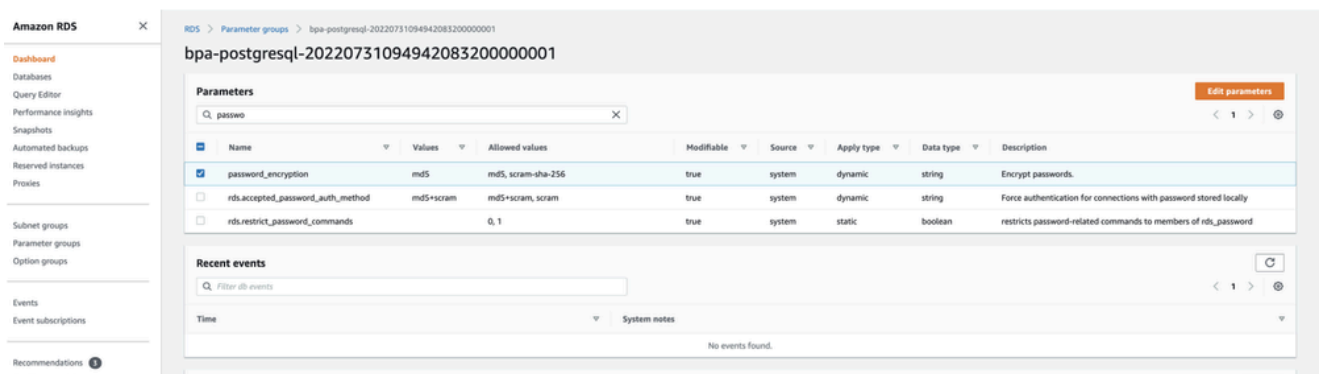 Amazon RDS
RDS > Parameter groups > bpa-postgresql-20220731094942083200000001
bpa-postgresql-20220731094942083200000001
Dashboard
Databases
Query Editor
Performance insights
Snapshots
Automated backups
Reserved instances
Proxies
Subnet groups
Parameter groups
Option groups
Events
Event subscriptions
Recommendations 3
Parameters
Edit parameters
passwo
1
Name Values Allowed values Modifiable Source Apply type Data type Description
password_encryption md5 md5, scram-sha-256 true system dynamic string Encrypt passwords.
rds.accepted_password_auth_method md5+scram md5+scram, scram true system dynamic string Force authentication for connections with password stored locally
rds.restrict_password_commands 0, 1 true system static boolean restricts password-related commands to members of rds_password
Recent events
Filter db events
1
Time System notes
No events found.